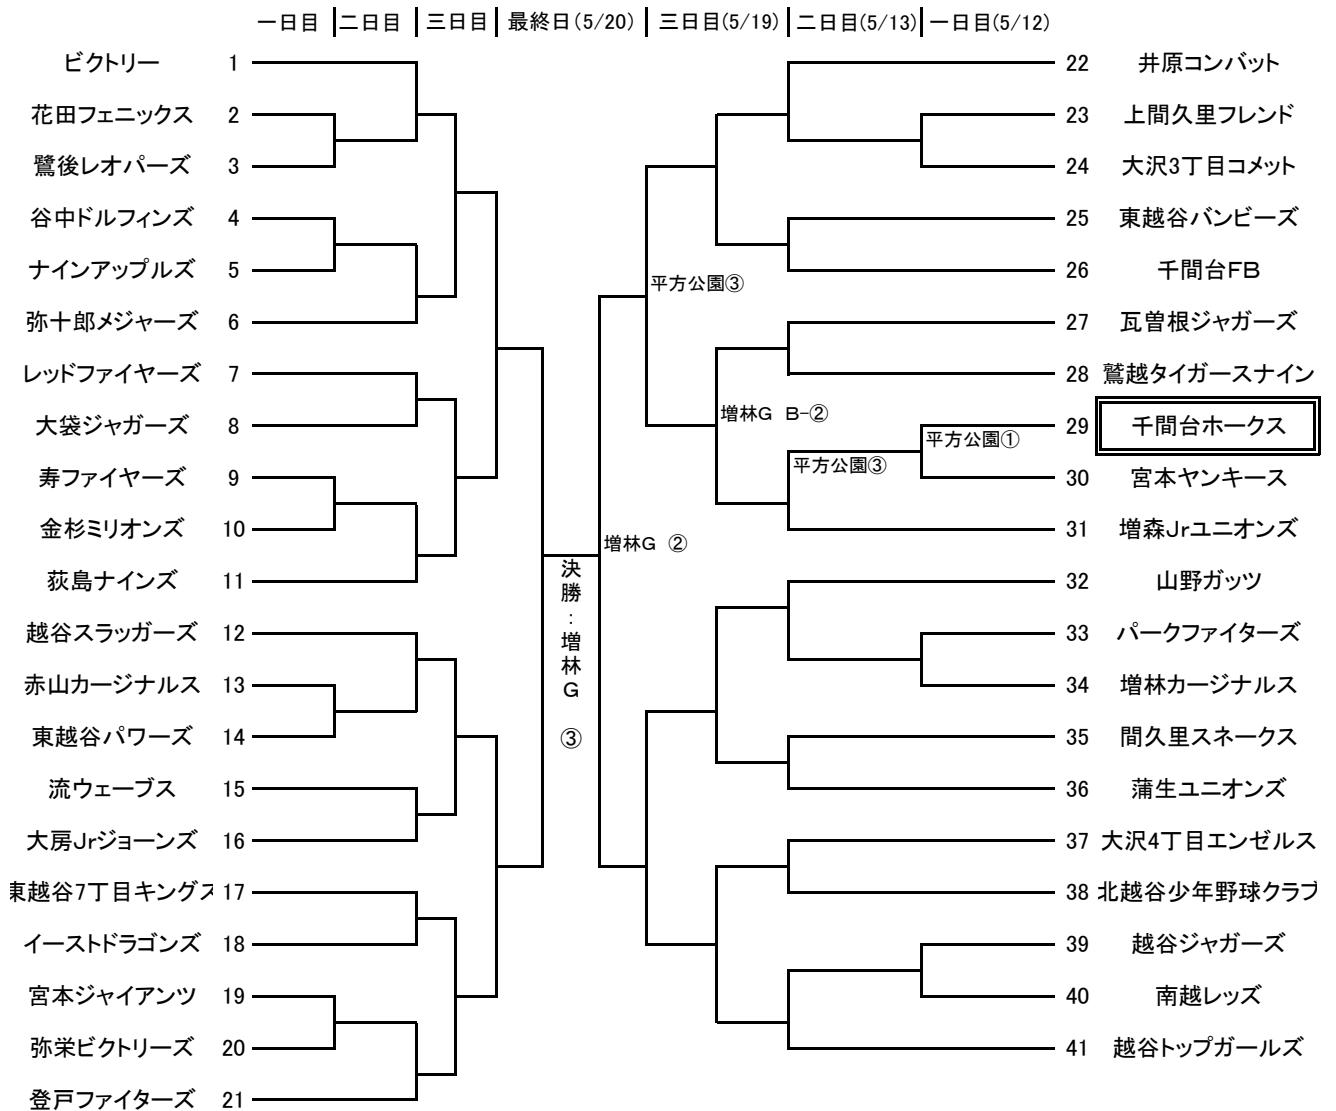 一日目 二日目 三日目 最終日(5/20) 三日目(5/19) 二日目(5/13) 一日目(5/12)
ビクトリー 1
花田フェニックス 2
鷺後レオパーズ 3
谷中ドルフィンズ 4
ナインアップルズ 5
弥十郎メジャーズ 6
レッドファイヤーズ 7
大袋ジャガーズ 8
寿ファイヤーズ 9
金杉ミリオンズ 10
荻島ナインズ 11
越谷スラッガーズ 12
赤山カージナルス 13
東越谷パワーズ 14
流ウェーブス 15
大房Jrジョーンズ 16
東越谷7丁目キングス 17
イーストドラゴンズ 18
宮本ジャイアンツ 19
弥栄ビクトリーズ 20
登戸ファイターズ 21
決勝:増林G ③
増林G ②
平方公園③
増林G B-②
平方公園③
平方公園①
22 井原コンバット
23 上間久里フレンド
24 大沢3丁目コメット
25 東越谷バンビーズ
26 千間台FB
27 瓦曽根ジャガーズ
28 鷲越タイガースナイン
29 千間台ホークス
30 宮本ヤンキース
31 増森Jrユニオンズ
32 山野ガッツ
33 パークファイターズ
34 増林カージナルス
35 間久里スネークス
36 蒲生ユニオンズ
37 大沢4丁目エンゼルス
38 北越谷少年野球クラブ
39 越谷ジャガーズ
40 南越レッズ
41 越谷トップガールズ